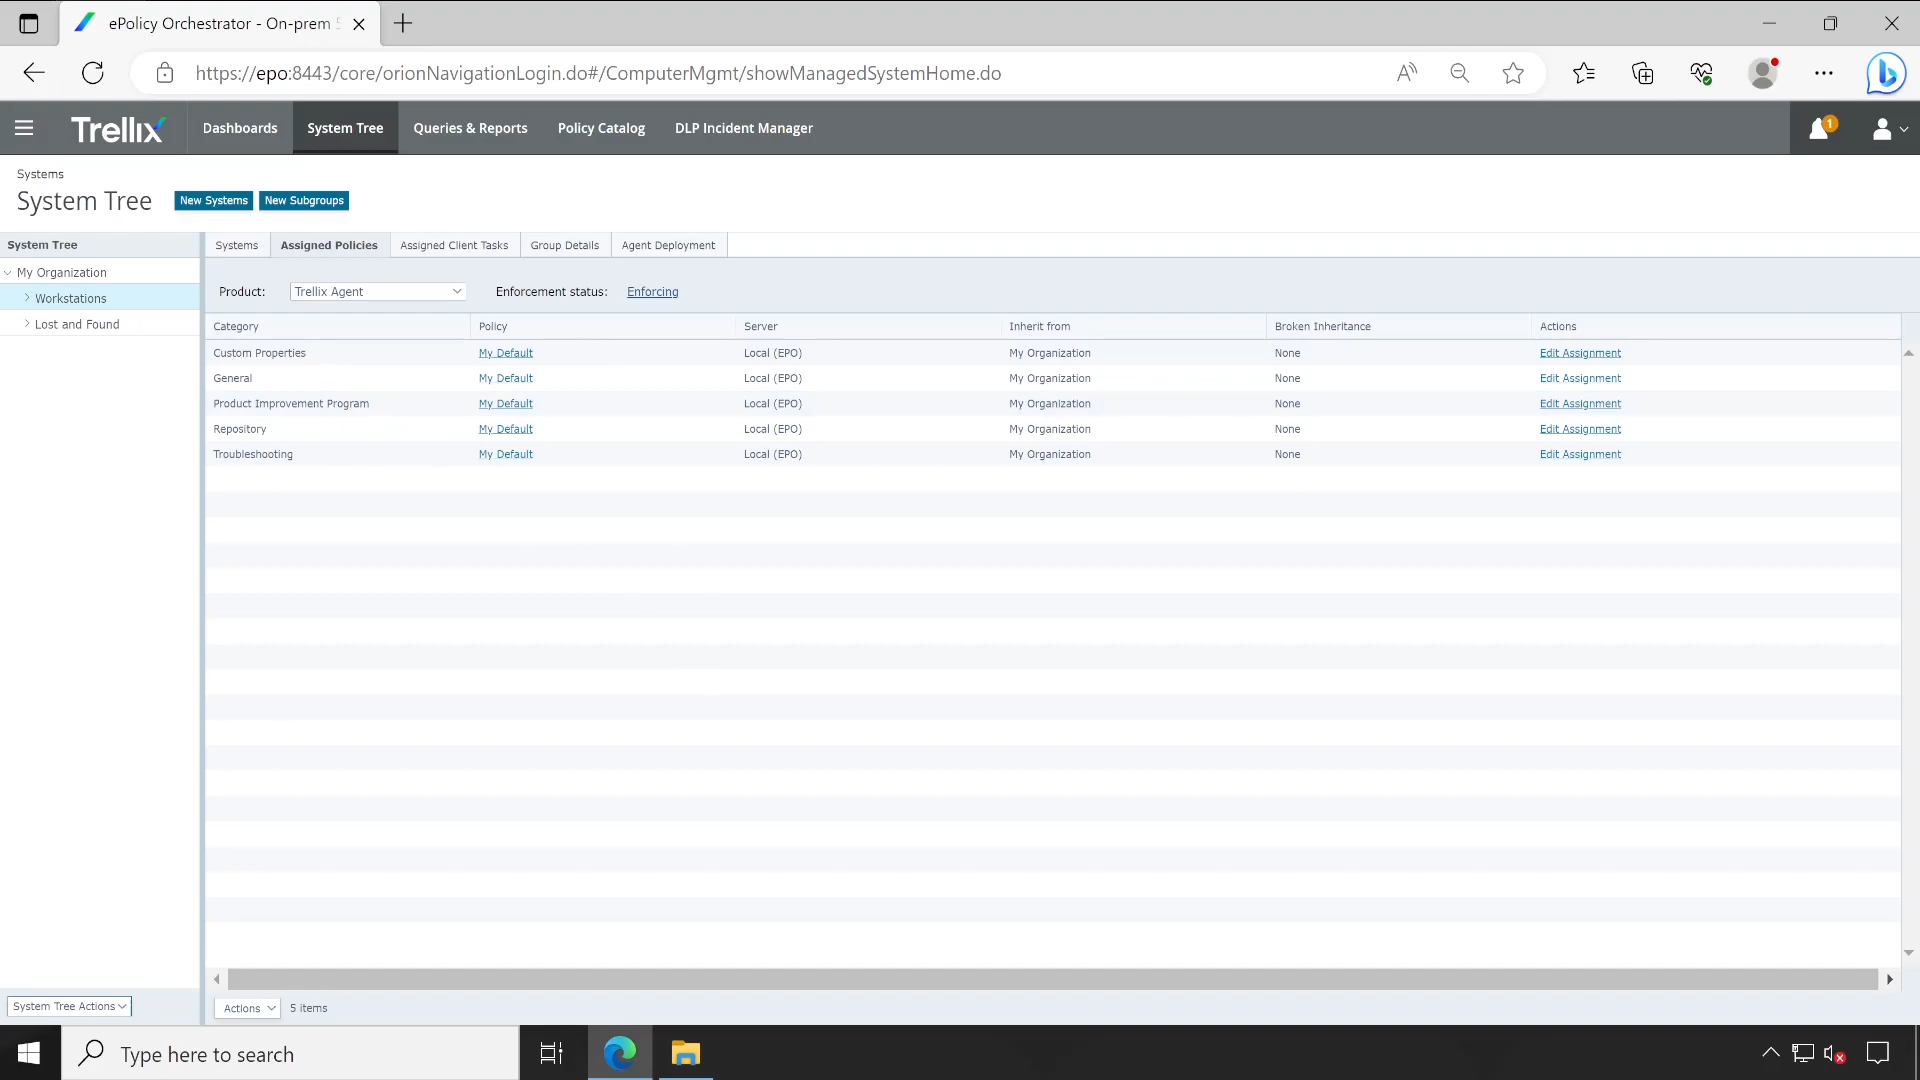 ePolicy Orchestrator - On-prem
https://epo:8443/core/orionNavigationLogin.do#/ComputerMgmt/showManagedSystemHome.do
Trellix
Dashboards
System Tree
Queries & Reports
Policy Catalog
DLP Incident Manager
1
Systems
System Tree
New Systems
New Subgroups
System Tree
Systems
Assigned Policies
Assigned Client Tasks
Group Details
Agent Deployment
My Organization
Workstations
Lost and Found
Product:
Trellix Agent
Enforcement status:
Enforcing
Category Policy Server Inherit from Broken Inheritance Actions
Custom Properties My Default Local (EPO) My Organization None Edit Assignment
General My Default Local (EPO) My Organization None Edit Assignment
Product Improvement Program My Default Local (EPO) My Organization None Edit Assignment
Repository My Default Local (EPO) My Organization None Edit Assignment
Troubleshooting My Default Local (EPO) My Organization None Edit Assignment
System Tree Actions
Actions
5 items
Type here to search